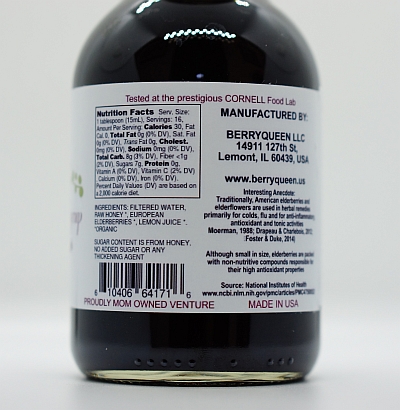 Tested at the prestigious CORNELL Food Lab
Nutrition Facts Serv. Size:
1 tablespoon (15mL), Servings: 16,
Amount Per Serving: Calories 30, Fat
Cal. 0, Total Fat 0g (0% DV), Sat. Fat
0g (0% DV), Trans Fat 0g, Cholest.
0mg (0% DV), Sodium 0mg (0% DV),
Total Carb. 8g (3% DV), Fiber <1g
(2% DV), Sugars 7g, Protein 0g,
Vitamin A (0% DV), Vitamin C (2% DV)
Calcium (0% DV), Iron (0% DV).
Percent Daily Values (DV) are based on
a 2,000 calorie diet.
INGREDIENTS: FILTERED WATER,
RAW HONEY *, EUROPEAN
ELDERBERRIES *, LEMON JUICE *.
*ORGANIC
SUGAR CONTENT IS FROM HONEY.
NO ADDED SUGAR OR ANY
THICKENING AGENT
6 10406 64171 6
PROUDLY MOM OWNED VENTURE
MANUFACTURED BY:
BERRYQUEEN LLC
14911 127th St,
Lemont, IL 60439, USA
www.berryqueen.us
Interesting Anecdote:
Traditionally, American elderberries and
elderflowers are used in herbal remedies
primarily for colds, flu and for anti-inflammatory,
antioxidant and tonic activities
Moerman, 1988; Drapeau & Charlebois, 2012;
(Foster & Duke, 2014)
Although small in size, elderberries are packed
with non-nutritive compounds responsible for
their high antioxidant properties
Source: National Institutes of Health
www.ncbi.nlm.nih.gov/pmc/articles/
MADE IN USA